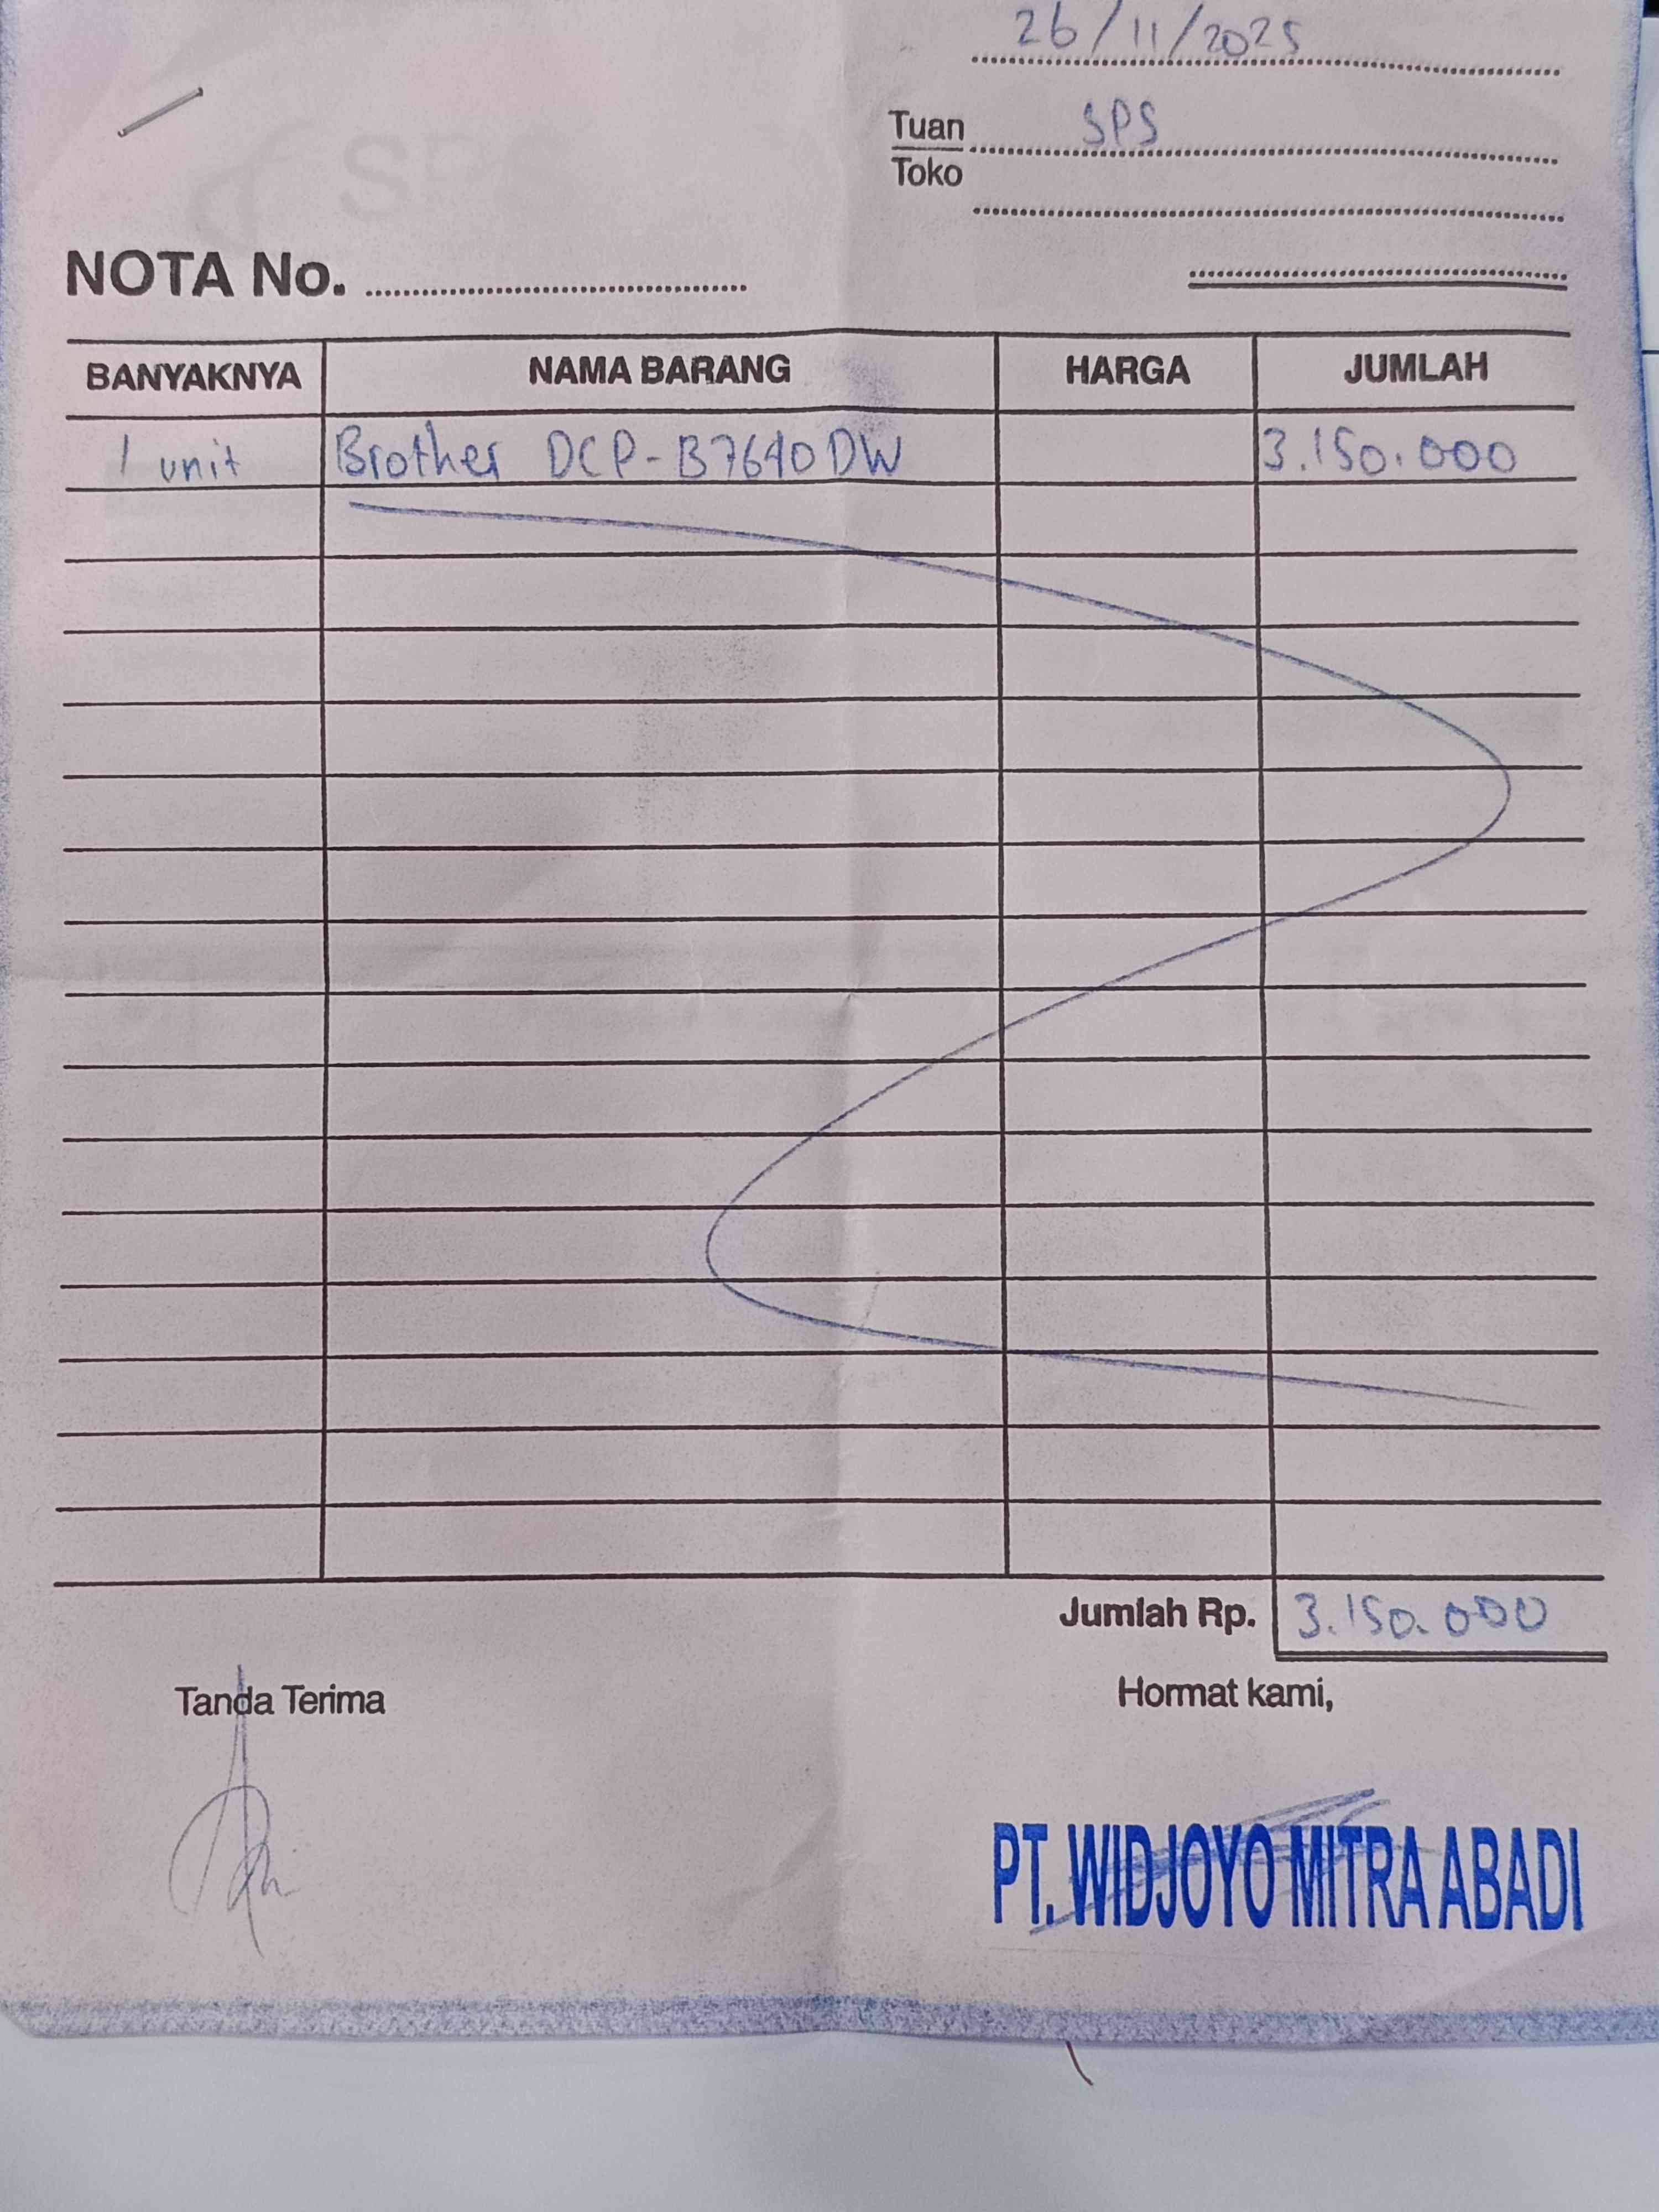 26/11/2025
Tuan SPS
Toko
NOTA No.
BANYAKNYA NAMA BARANG HARGA JUMLAH
1 unit Brother DCP-B7640DW 3.150.000
Jumlah Rp. 3.150.000
Tanda Terima Hormat kami,
PT. WIDJOYO MITRA ABADI